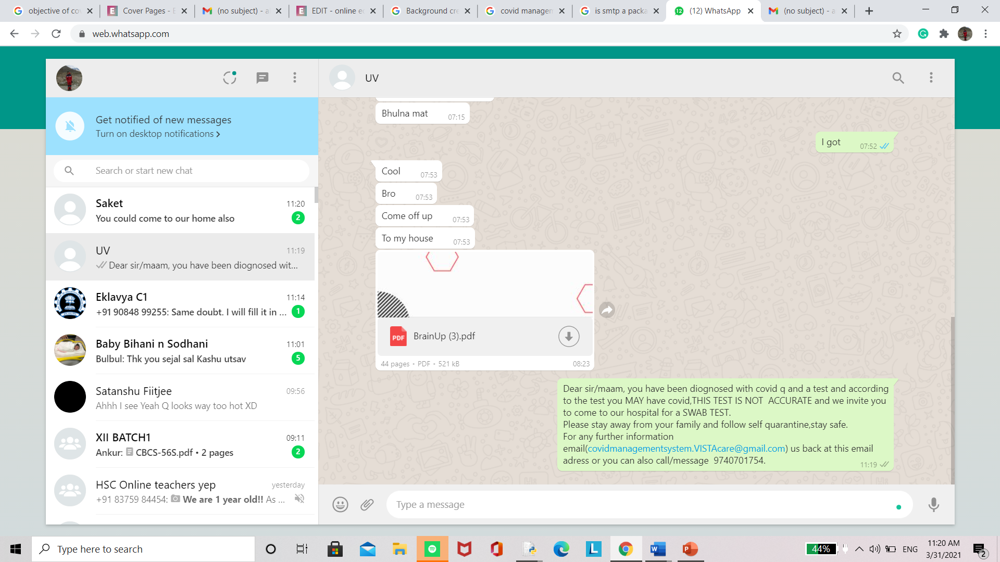 objective of cov
Cover Pages - E
(no subject) - a
EDIT - online ed
Background cre
covid managem
is smtp a packa
(12) WhatsApp
(no subject) - a
web.whatsapp.com
UV
Get notified of new messages
Turn on desktop notifications
Search or start new chat
Saket 11:20
You could come to our home also 2
UV 11:19
Dear sir/maam, you have been diognosed wit...
Eklavya C1 11:14
+91 90848 99255: Same doubt. I will fill it in ... 1
Baby Bihani n Sodhani 11:01
Bulbul: Thk you sejal sal Kashu utsav 5
Satanshu Fiitjee 09:56
Ahhh I see Yeah Q looks way too hot XD
XII BATCH1 09:11
Ankur: CBCS-56S.pdf • 2 pages 2
HSC Online teachers yep yesterday
+91 83759 84454: We are 1 year old!! As ...
Bhulna mat 07:15
I got 07:52
Cool 07:53
Bro 07:53
Come off up 07:53
To my house 07:53
PDF BrainUp (3).pdf
44 pages • PDF • 521 kB 08:23
Dear sir/maam, you have been diognosed with covid q and a test and according
to the test you MAY have covid,THIS TEST IS NOT  ACCURATE and we invite you
to come to our hospital for a SWAB TEST.
Please stay away from your family and follow self quarantine,stay safe.
For any further information
email(covidmanagementsystem.VISTAcare@gmail.com) us back at this email
adress or you can also call/message  9740701754.
11:19
Type a message
Type here to search
44%
ENG
11:20 AM
3/31/2021
2